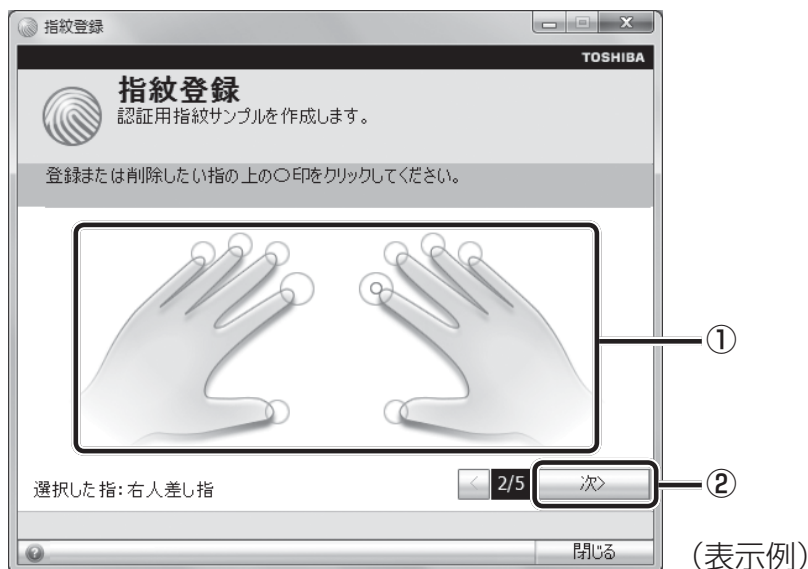 指紋登録
TOSHIBA
指紋登録
認証用指紋サンプルを作成します。
登録または削除したい指の上の○印をクリックしてください。
①
選択した指:右人差し指
< 2/5 次>
②
? 閉じる
(表示例)